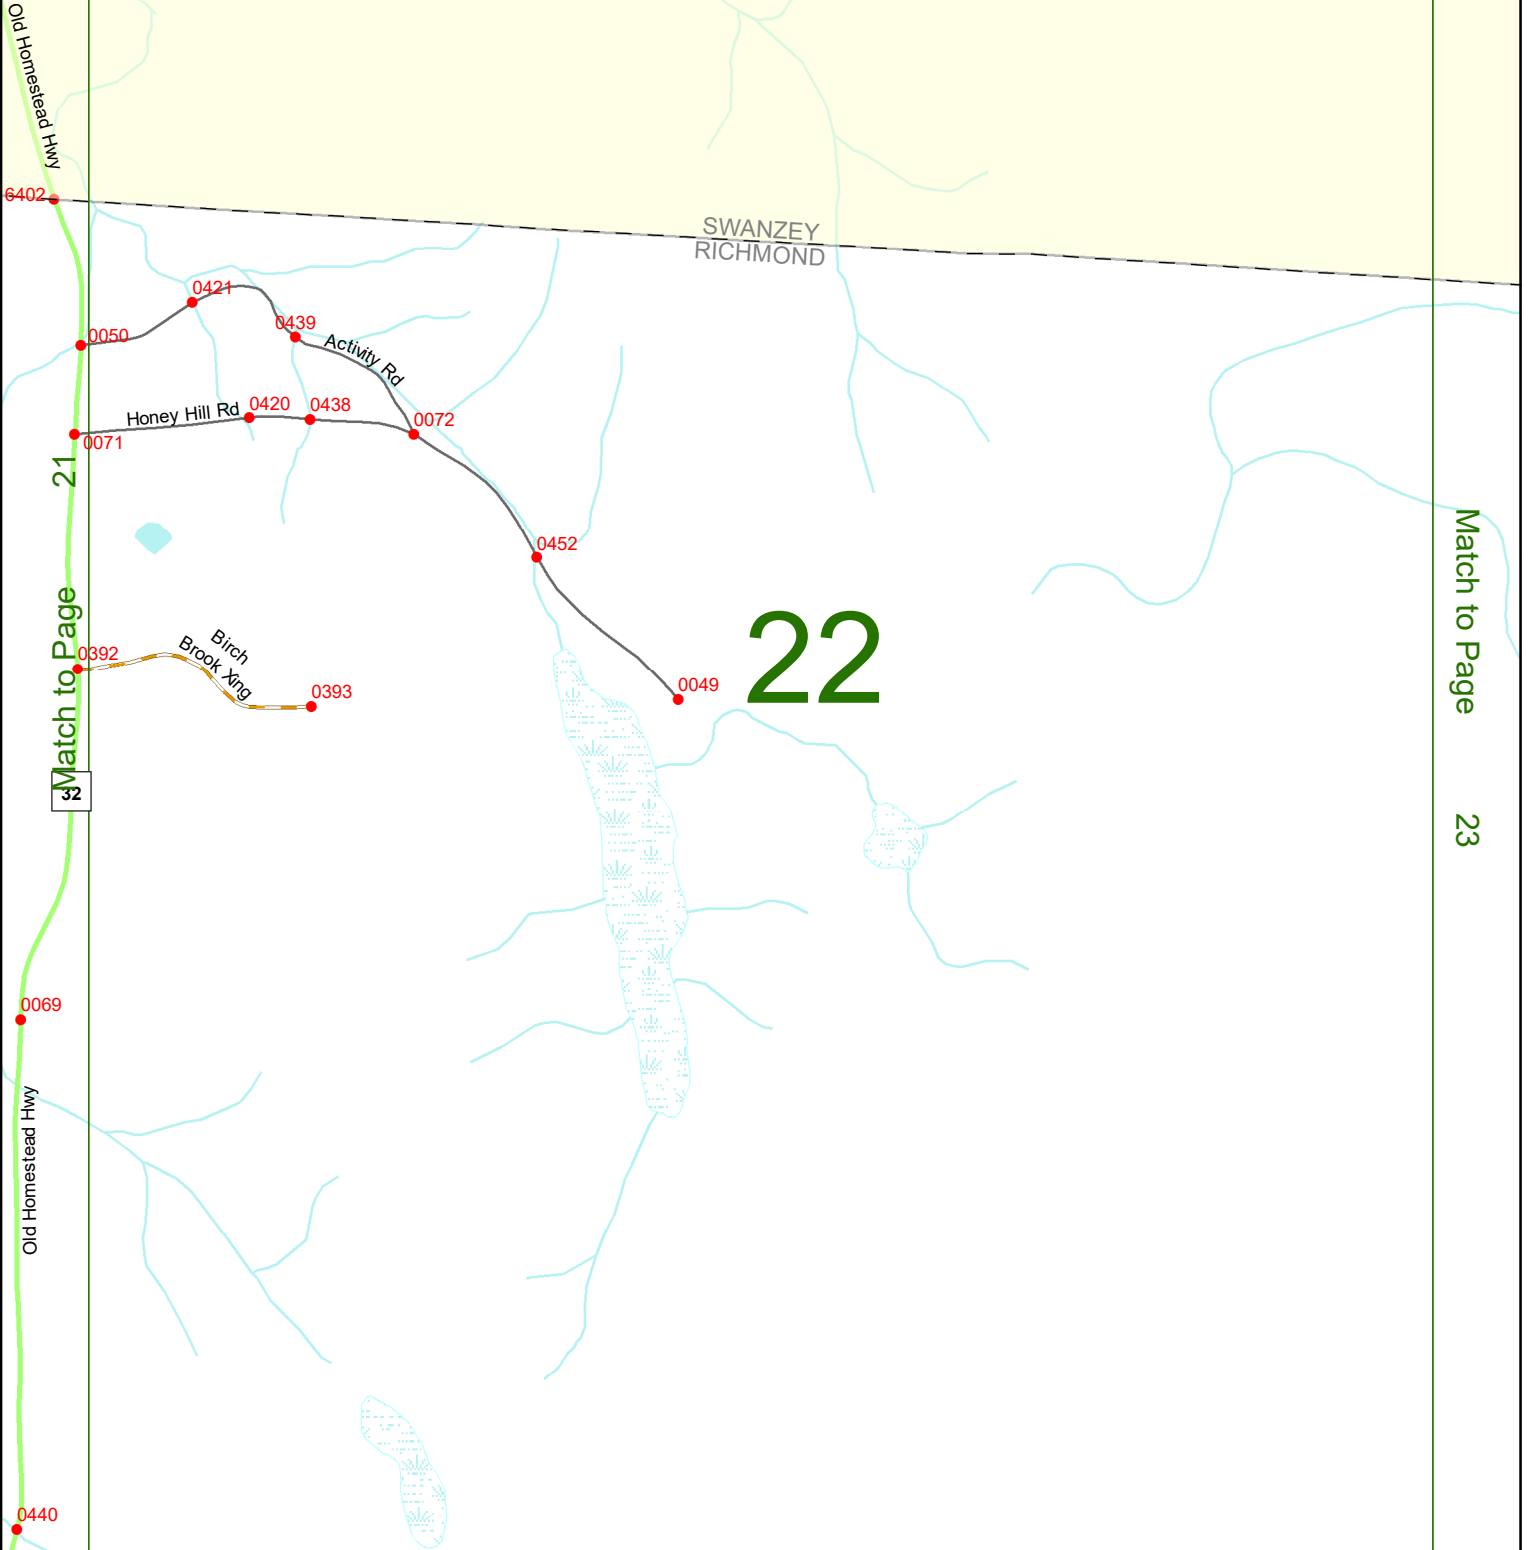 Old Homestead Hwy
6402
SWANZEY
RICHMOND
0421
0439
0050
Activity Rd
Honey Hill Rd
0420
0438
0072
0071
21
Match to Page
0452
22
Match to Page
23
0392
Birch
Brook Xing
0393
0049
32
0069
Old Homestead Hwy
0440